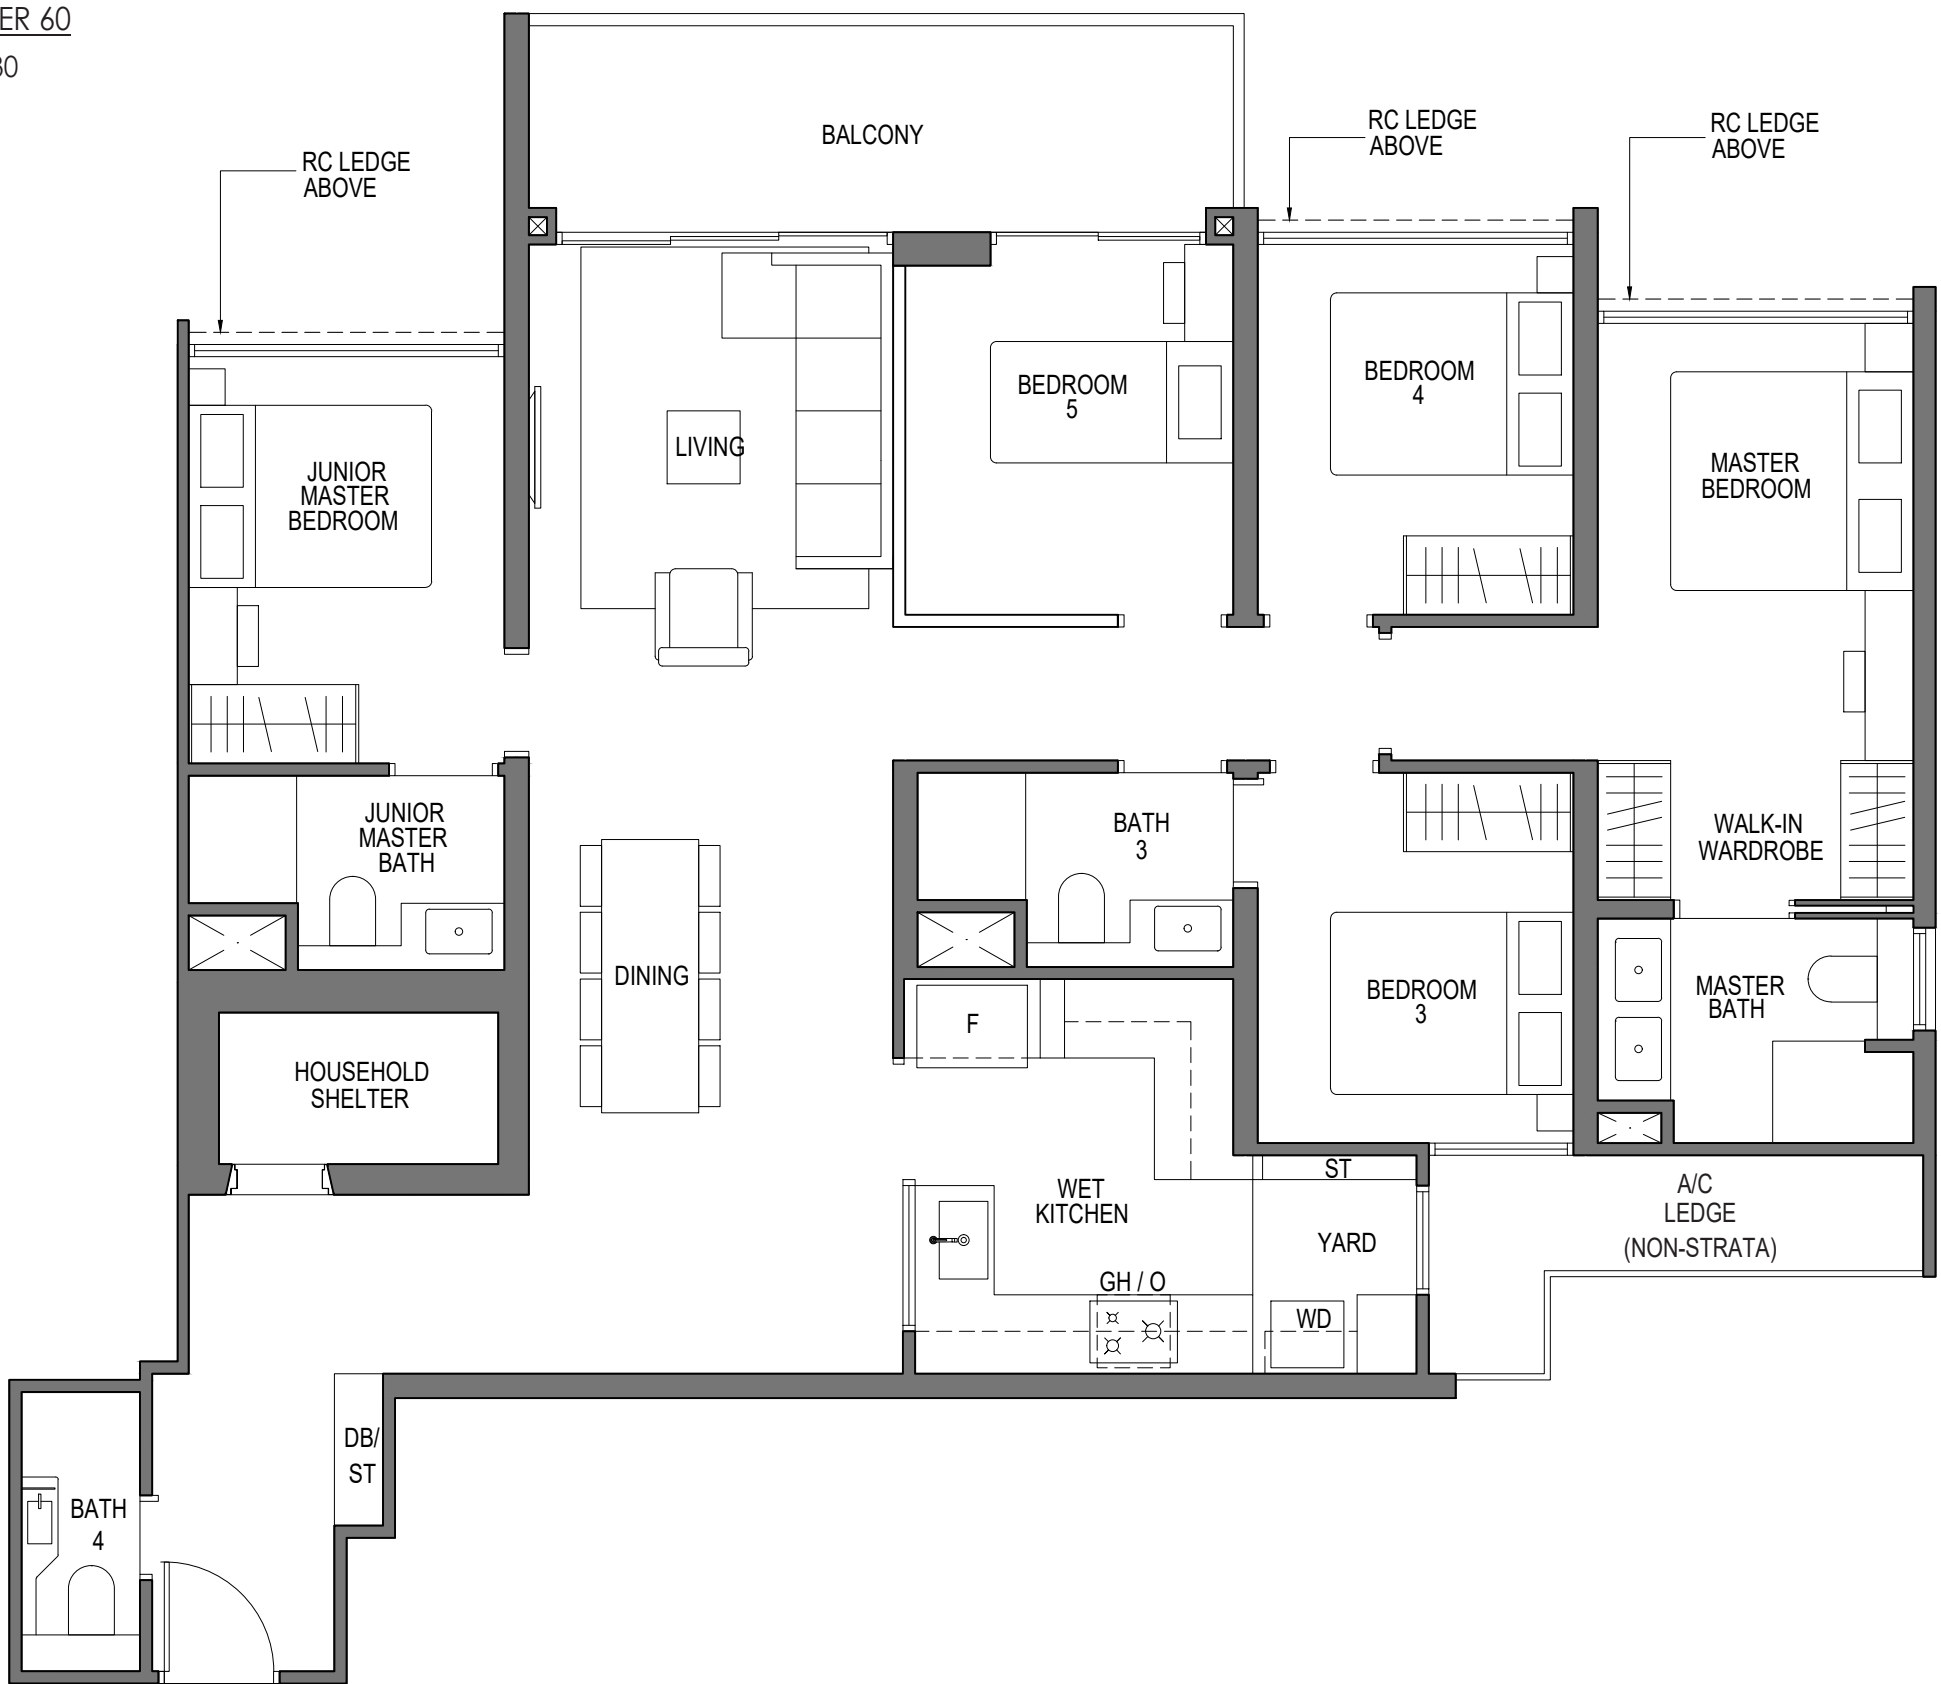 ER 60
30
BALCONY
RC LEDGE
ABOVE
RC LEDGE
ABOVE
RC LEDGE
ABOVE
JUNIOR
MASTER
BEDROOM
LIVING
BEDROOM
5
BEDROOM
4
MASTER
BEDROOM
JUNIOR
MASTER
BATH
BATH
3
WALK-IN
WARDROBE
DINING
F
BEDROOM
3
MASTER
BATH
HOUSEHOLD
SHELTER
WET
KITCHEN
ST
YARD
A/C
LEDGE
(NON-STRATA)
GH / O
WD
DB/
ST
BATH
4